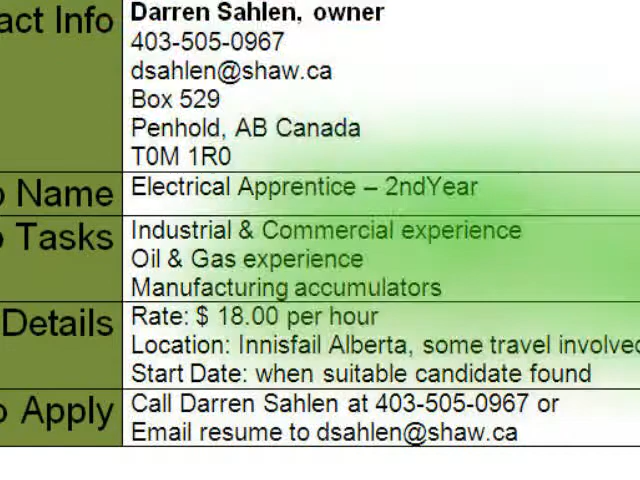 act Info
Darren Sahlen, owner
403-505-0967
dsahlen@shaw.ca
Box 529
Penhold, AB Canada
T0M 1R0
o Name
Electrical Apprentice – 2ndYear
o Tasks
Industrial & Commercial experience
Oil & Gas experience
Manufacturing accumulators
Details
Rate: $ 18.00 per hour
Location: Innisfail Alberta, some travel involved
Start Date: when suitable candidate found
o Apply
Call Darren Sahlen at 403-505-0967 or
Email resume to dsahlen@shaw.ca